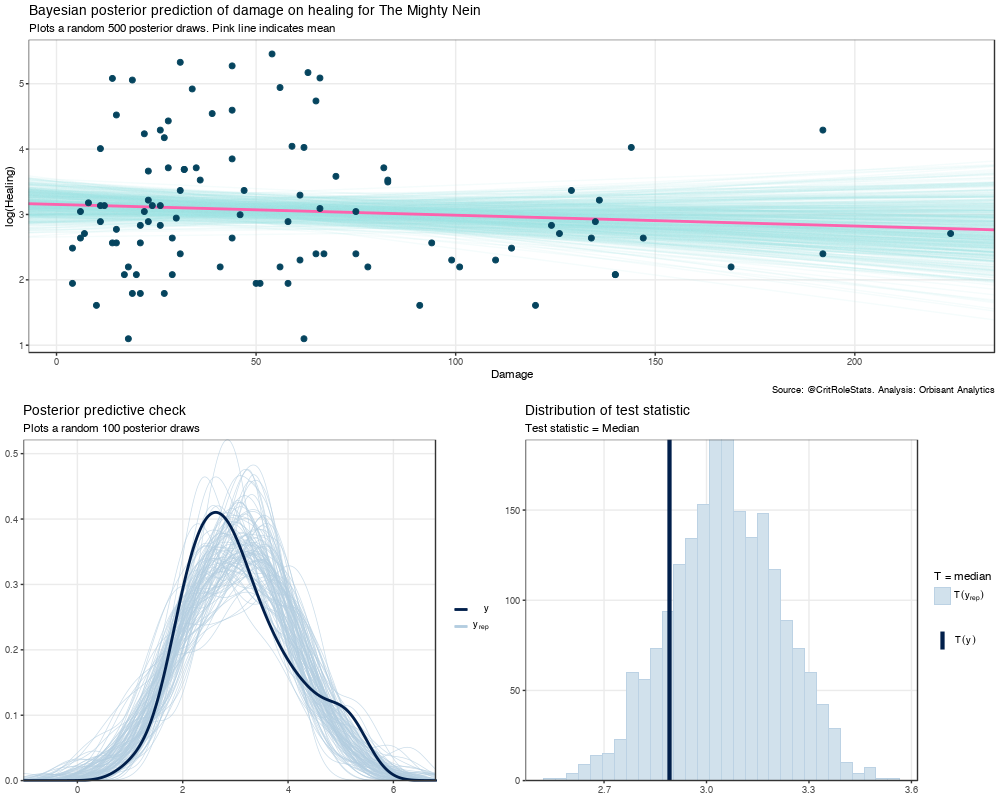 Bayesian posterior prediction of damage on healing for The Mighty Nein
Plots a random 500 posterior draws. Pink line indicates mean
log(Healing)
5
4
3
2
1
0
50
100
150
200
Damage
Source: @CritRoleStats. Analysis: Orbisant Analytics
Posterior predictive check
Plots a random 100 posterior draws
0.5
0.4
0.3
0.2
0.1
0.0
0
2
4
6
y
y rep
Distribution of test statistic
Test statistic = Median
150
100
50
0
2.7
3.0
3.3
3.6
T = median
T(y rep)
T(y)